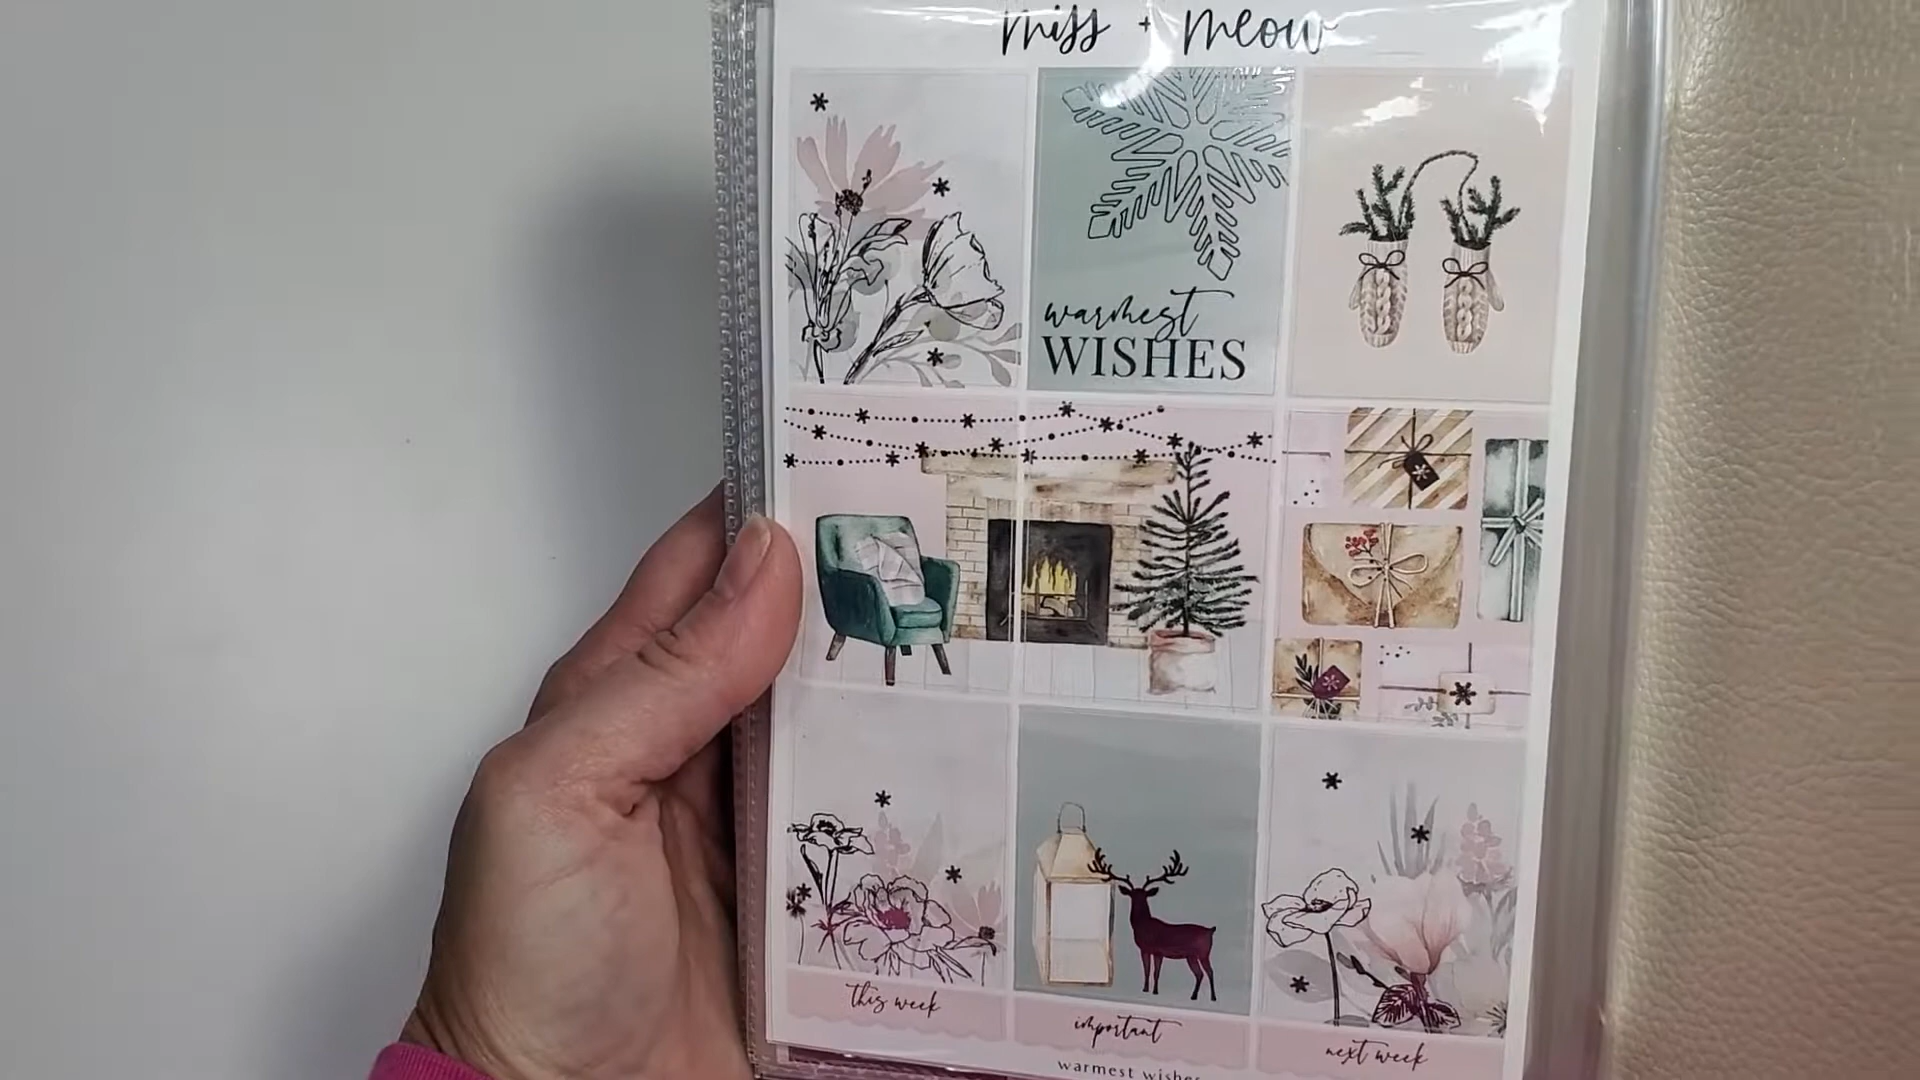 miss + meow
warmest
WISHES
this week
important
next week
warmest wishes